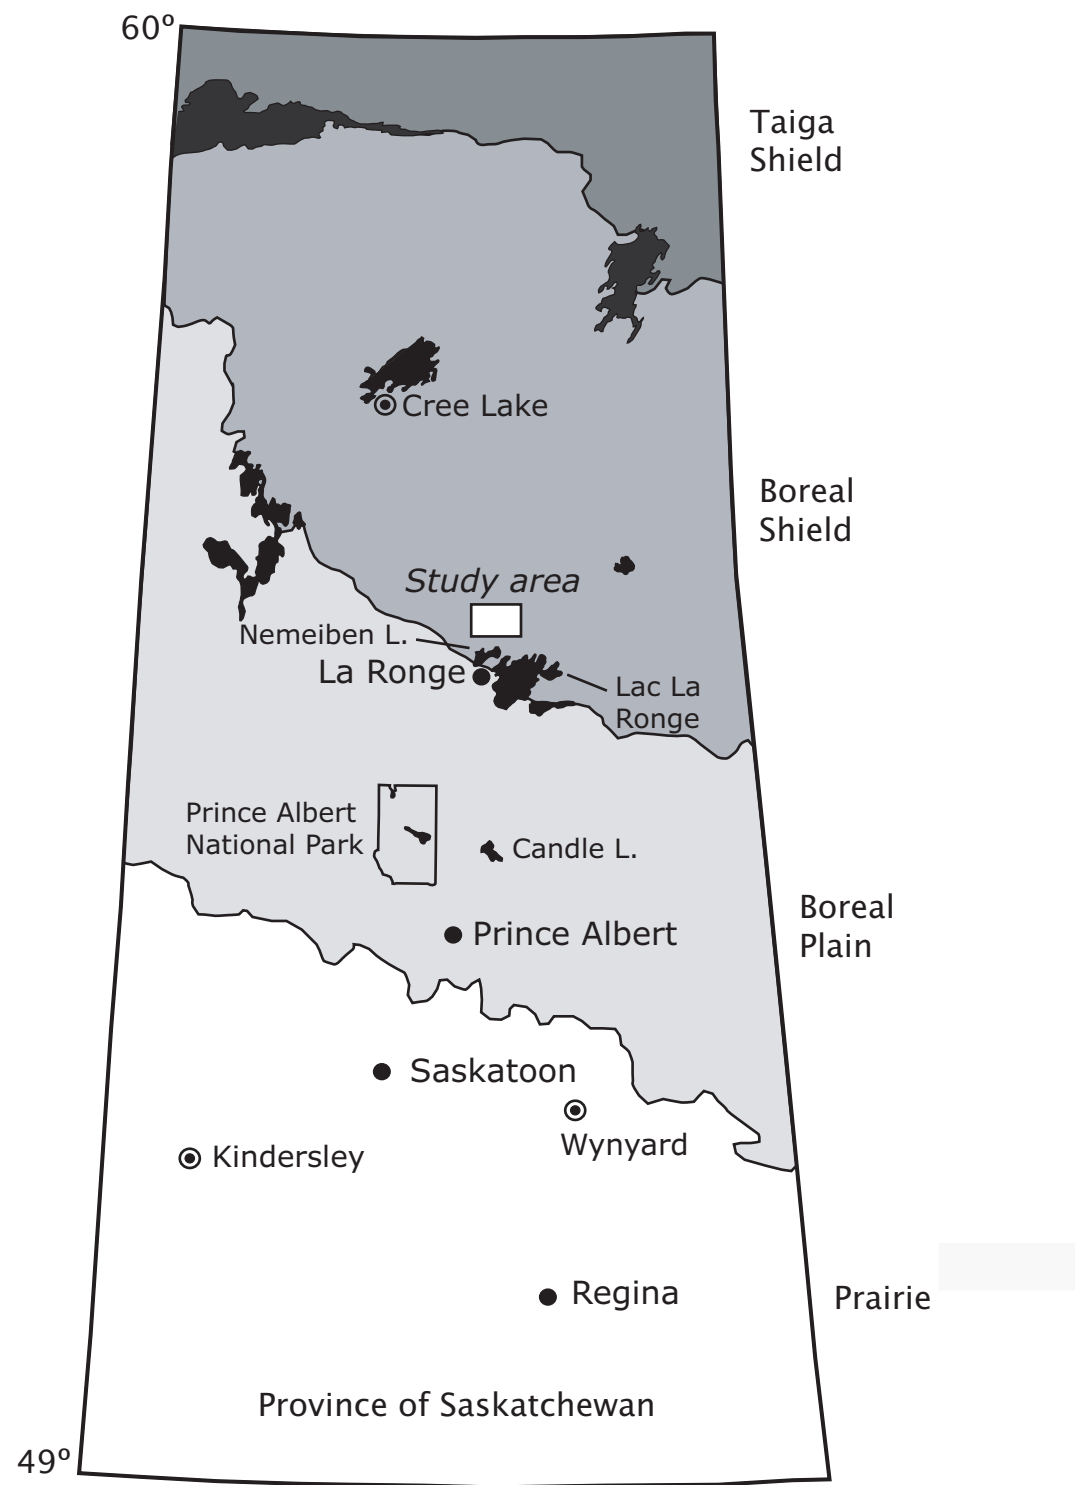 60º
Taiga
Shield
Cree Lake
Boreal
Shield
Study area
Nemeiben L.
La Ronge
Lac La
Ronge
Prince Albert
National Park
Candle L.
Boreal
Plain
Prince Albert
Saskatoon
Wynyard
Kindersley
Regina
Prairie
Province of Saskatchewan
49º